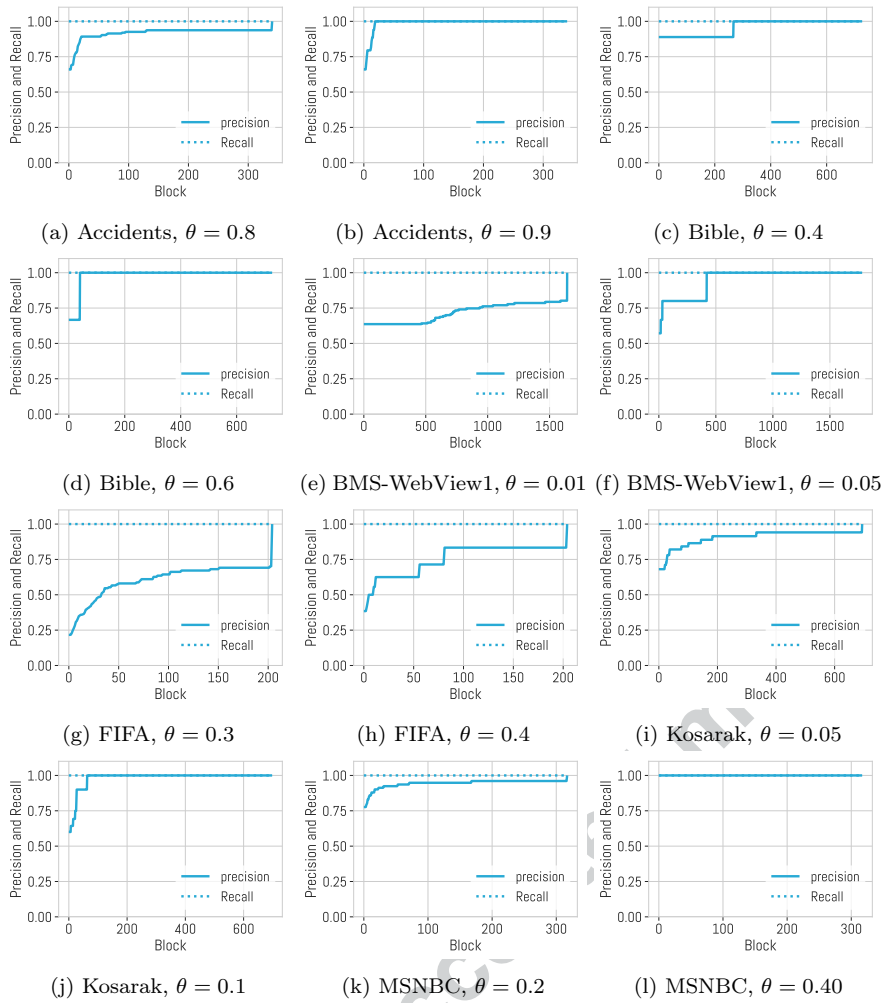 Precision and Recall
1.00
0.75
0.50
0.25
0.00
precision
Recall
0 100 200 300
Block
(a) Accidents, θ = 0.8
1.00
0.75
0.50
0.25
0.00
precision
Recall
0 100 200 300
Block
(b) Accidents, θ = 0.9
1.00
0.75
0.50
0.25
0.00
precision
Recall
0 200 400 600
Block
(c) Bible, θ = 0.4
Precision and Recall
1.00
0.75
0.50
0.25
0.00
precision
Recall
0 200 400 600
Block
(d) Bible, θ = 0.6
Precision and Recall
1.00
0.75
0.50
0.25
0.00
precision
Recall
0 500 1000 1500
Block
(e) BMS-WebView1, θ = 0.01
Precision and Recall
1.00
0.75
0.50
0.25
0.00
precision
Recall
0 500 1000 1500
Block
(f) BMS-WebView1, θ = 0.05
Precision and Recall
1.00
0.75
0.50
0.25
0.00
precision
Recall
0 50 100 150 200
Block
(g) FIFA, θ = 0.3
Precision and Recall
1.00
0.75
0.50
0.25
0.00
precision
Recall
0 50 100 150 200
Block
(h) FIFA, θ = 0.4
Precision and Recall
1.00
0.75
0.50
0.25
0.00
precision
Recall
0 200 400 600
Block
(i) Kosarak, θ = 0.05
Precision and Recall
1.00
0.75
0.50
0.25
0.00
precision
Recall
0 200 400 600
Block
(j) Kosarak, θ = 0.1
Precision and Recall
1.00
0.75
0.50
0.25
0.00
precision
Recall
0 100 200 300
Block
(k) MSNBC, θ = 0.2
Precision and Recall
1.00
0.75
0.50
0.25
0.00
precision
Recall
0 100 200 300
Block
(l) MSNBC, θ = 0.40